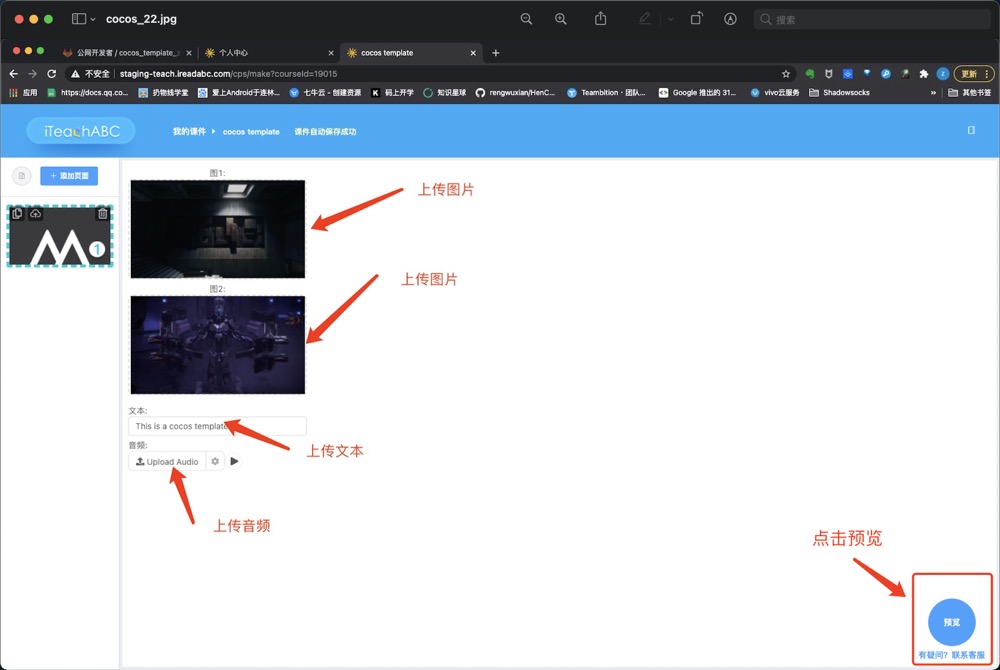 cocos_22.jpg
搜索
公网开发者 / cocos_template_
个人中心
cocos template
不安全
staging-teach.ireadabc.com/cps/make?courseId=19015
更新
应用
https://docs.qq.co...
扔物线学堂
爱上Android于连林...
七牛云 - 创建资源
码上开学
知识星球
rengwuxian/HenC...
Teambition · 团队...
Google 推出的 31...
vivo云服务
Shadowsocks
其他书签
iTeachABC
我的课件
cocos template
课件自动保存成功
+ 添加页面
1
图1:
上传图片
图2:
上传图片
文本:
This is a cocos template
上传文本
音频:
Upload Audio
上传音频
点击预览
预览
有疑问? 联系客服